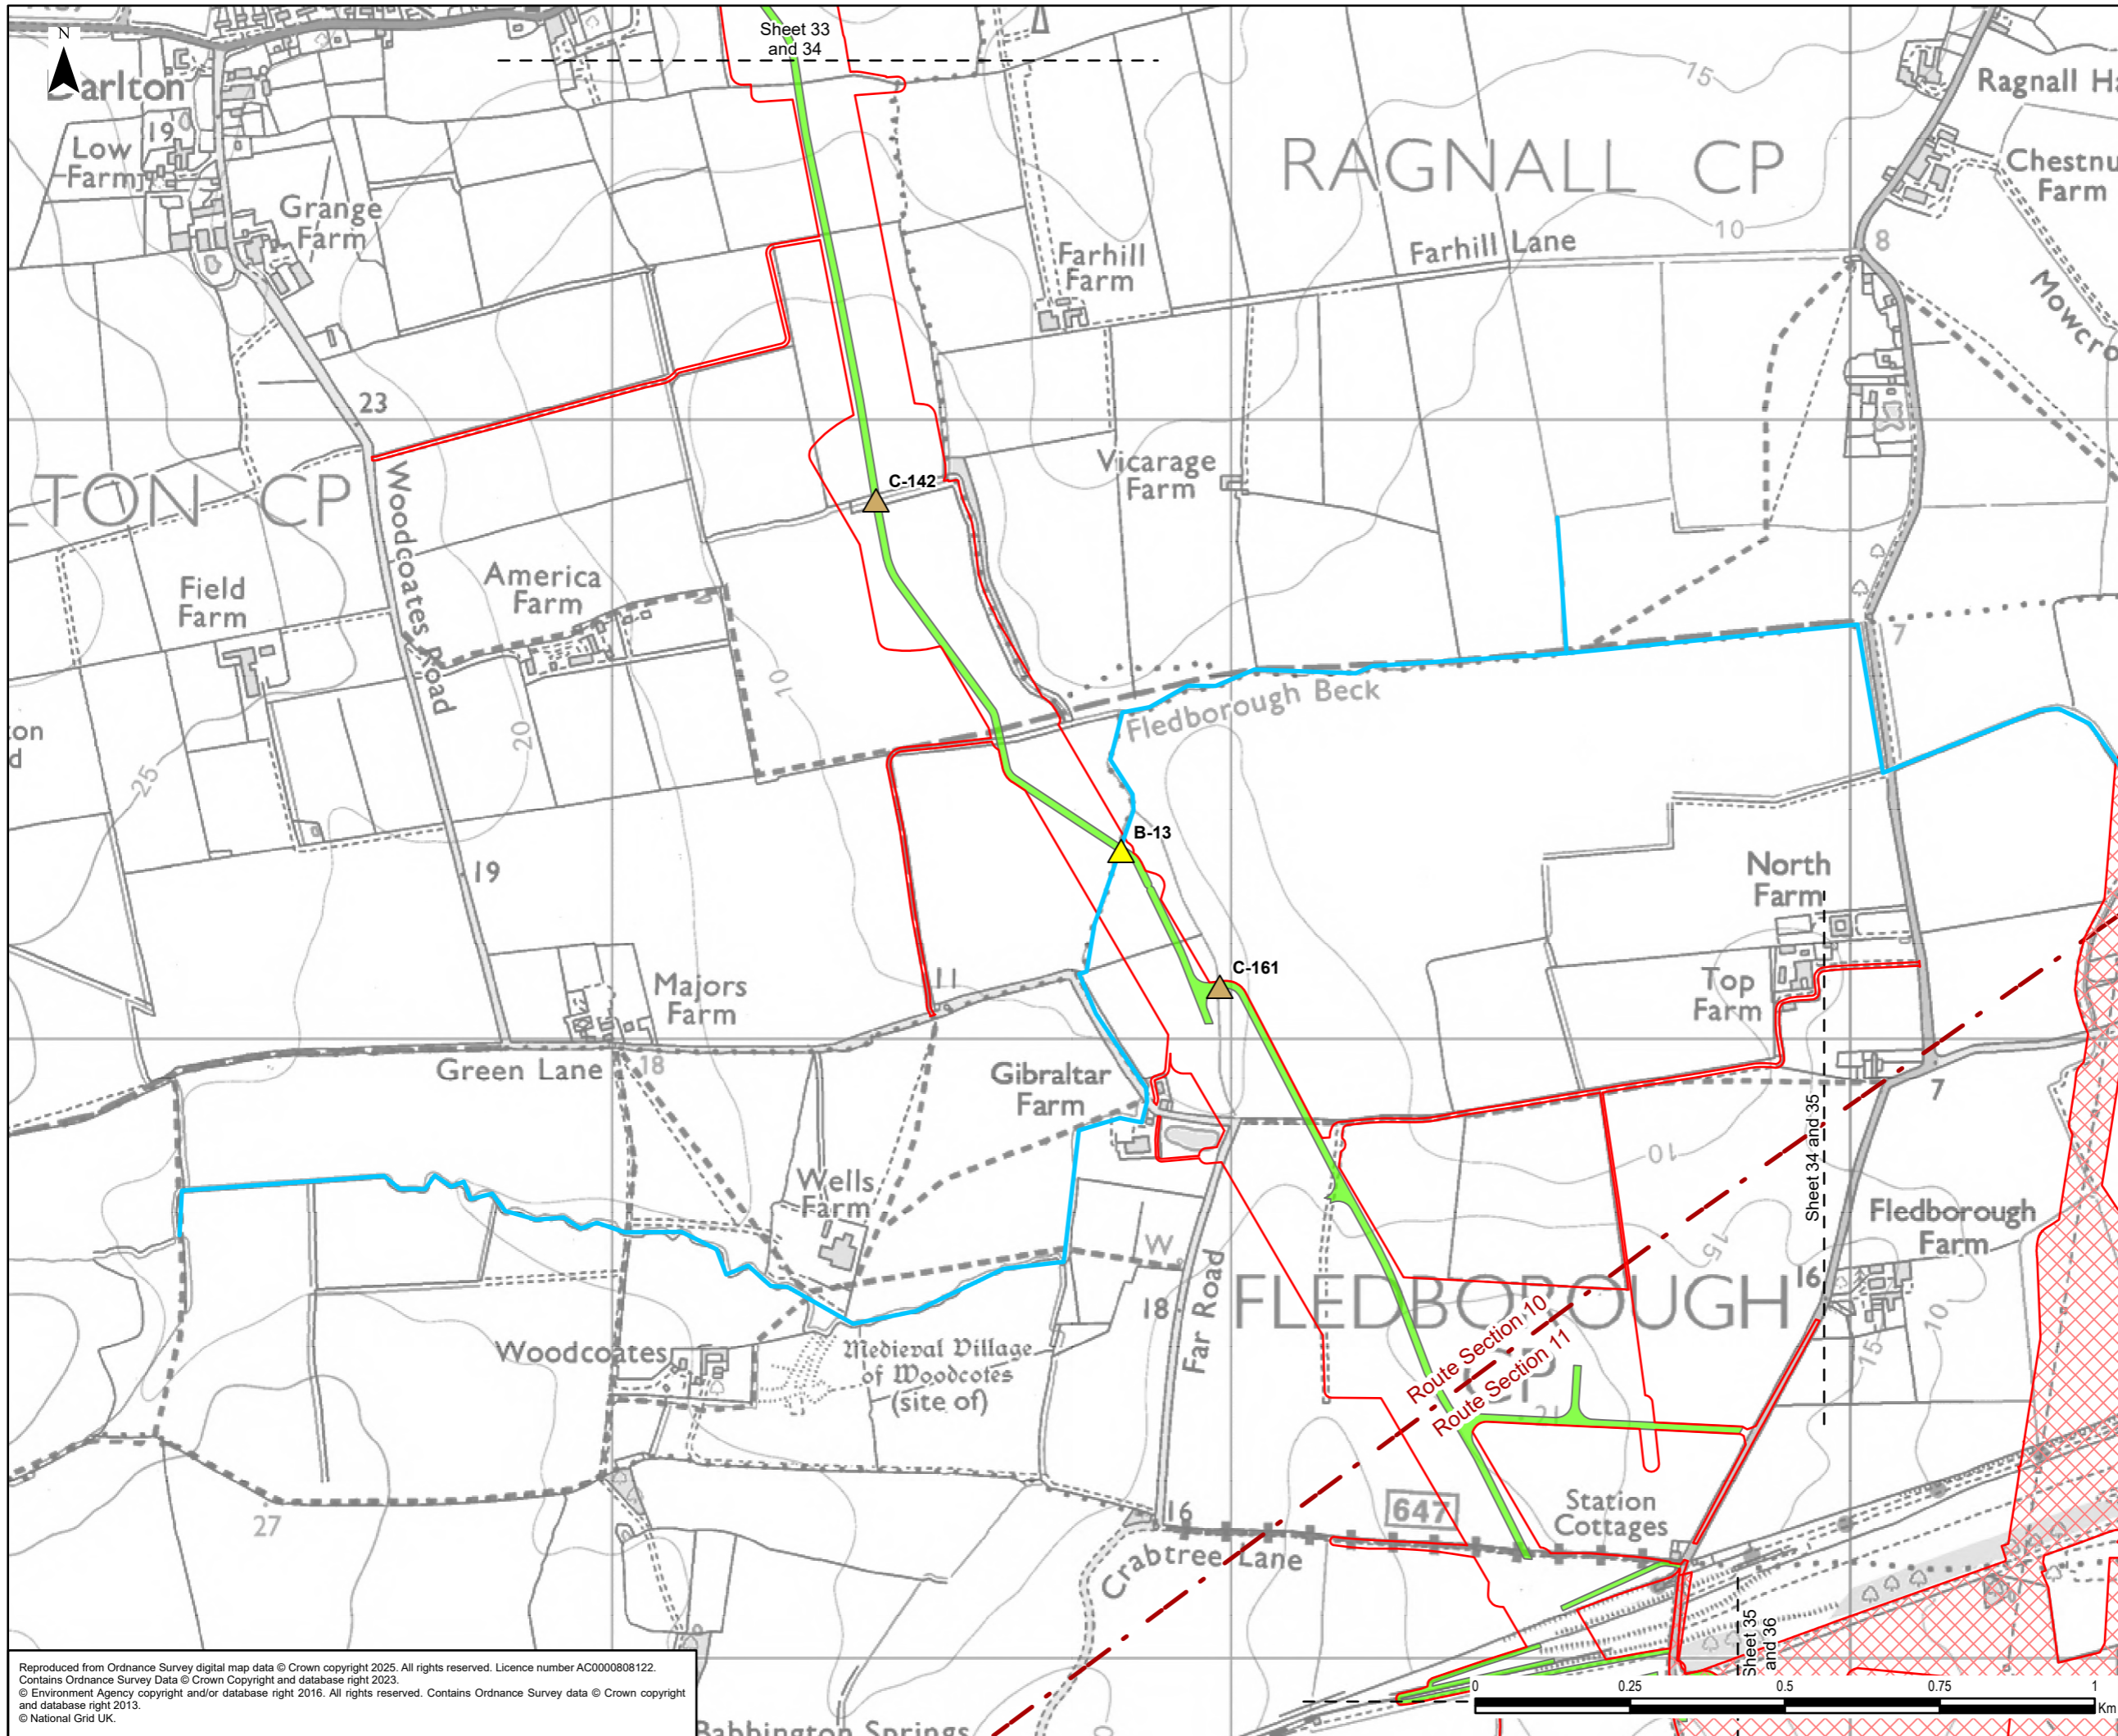 Sheet 33
and 34
N
Darlton
19
Low
Farm
Grange
Farm
15
Ragnall
RAGNALL CP
Farm
Farhill
Farm
Farhill Lane
10
8
23
Vicarage
Farm
C-142
TON CP
Woodcoates Road
Field
Farm
America
Farm
10
20
7
Fledborough Beck
25
B-13
19
North
Farm
C-161
Top
Farm
Majors
Farm
11
Green Lane
18
Gibraltar
Farm
7
10
Sheet 34 and 35
Wells
Farm
Fledborough
Farm
W
15
16
18
FLEDBOROUGH
CP
10
15
Far Road
Route Section 10
Route Section 11
Woodcoates
Medieval Village
of Woodcotes
(site of)
21
27
16
647
Station
Cottages
Crabtree Lane
Sheet 35
and 36
Babbington Springs
0
0.25
0.5
0.75
1
Km
Reproduced from Ordnance Survey digital map data © Crown copyright 2025. All rights reserved. Licence number AC0000808122.
Contains Ordnance Survey Data © Crown Copyright and database right 2023.
© Environment Agency copyright and/or database right 2016. All rights reserved. Contains Ordnance Survey data © Crown copyright
and database right 2013.
© National Grid UK.